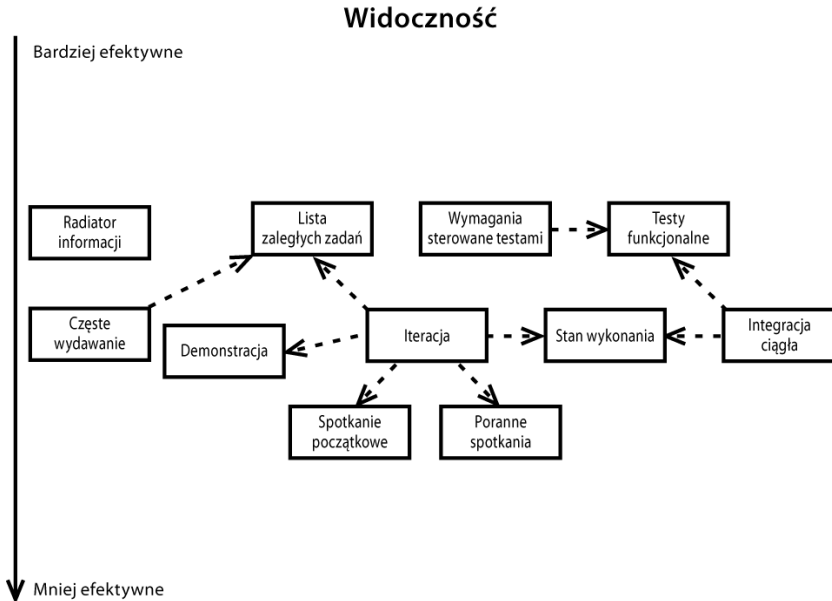 Widoczność
Bardziej efektywne
Radiator
informacji
Lista
zaległych zadań
Wymagania
sterowane testami
Testy
funkcjonalne
Częste
wydawanie
Demonstracja
Iteracja
Stan wykonania
Integracja
ciągła
Spotkanie
początkowe
Poranne
spotkania
Mniej efektywne